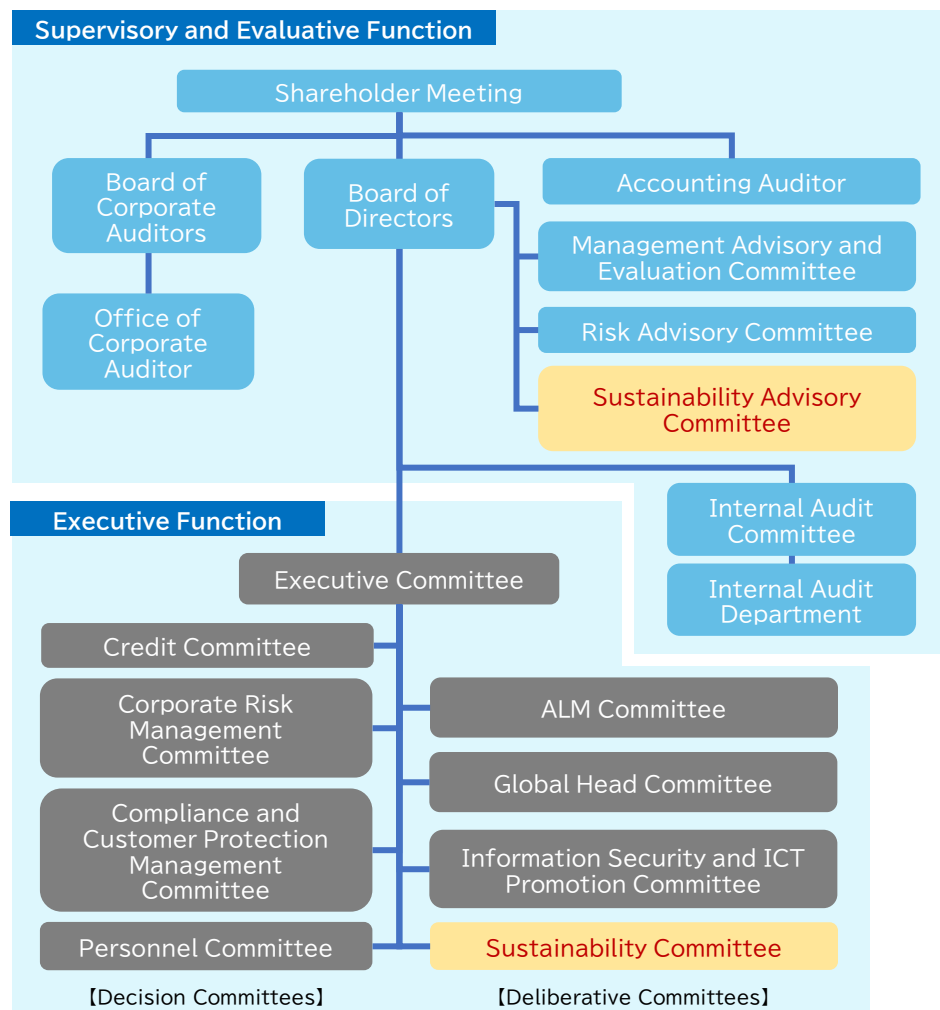 Supervisory and Evaluative Function
Shareholder Meeting
Board of
Corporate
Auditors
Board of
Directors
Accounting Auditor
Management Advisory and
Evaluation Committee
Office of
Corporate
Auditor
Risk Advisory Committee
Sustainability Advisory
Committee
Internal Audit
Committee
Internal Audit
Department
Executive Function
Executive Committee
Credit Committee
Corporate Risk
Management
Committee
Compliance and
Customer Protection
Management
Committee
Personnel Committee
【Decision Committees】
ALM Committee
Global Head Committee
Information Security and ICT
Promotion Committee
Sustainability Committee
【Deliberative Committees】